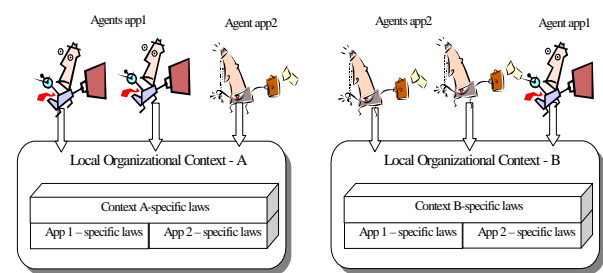 Agents app1
Agent app2
Local Organizational Context - A
Context A-specific laws
App 1 – specific laws
App 2 – specific laws
Agents app2
Agent app1
Local Organizational Context - B
Context B-specific laws
App 1 – specific laws
App 2 – specific laws